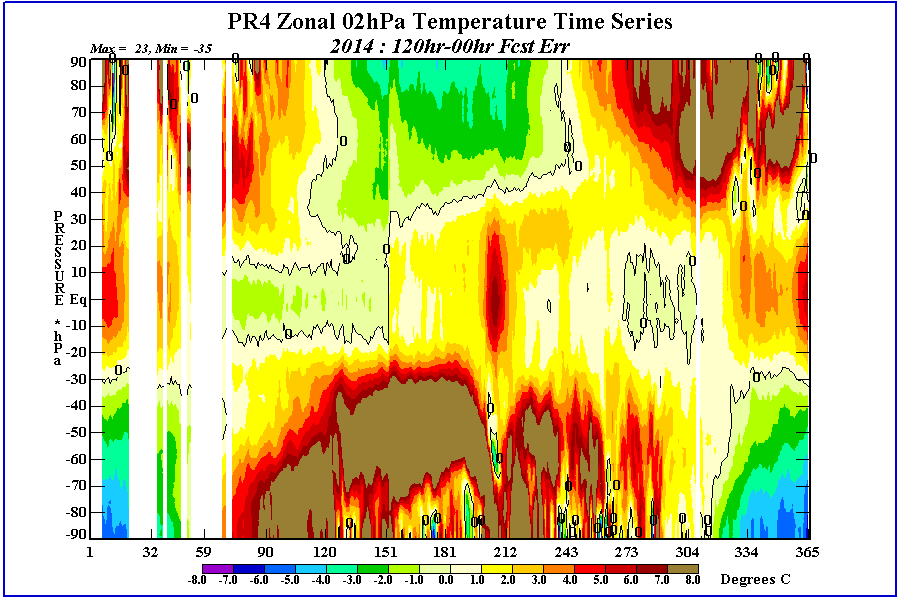 PR4 Zonal 02hPa Temperature Time Series
Max = 23, Min = -35
2014 : 120hr-00hr Fcst Err
90
80
70
60
50
40
30
20
10
Eq
-10
-20
-30
-40
-50
-60
-70
-80
-90
PRESSURE * hPa
1 32 59 90 120 151 181 212 243 273 304 334 365
-8.0 -7.0 -6.0 -5.0 -4.0 -3.0 -2.0 -1.0 0.0 1.0 2.0 3.0 4.0 5.0 6.0 7.0 8.0 Degrees C